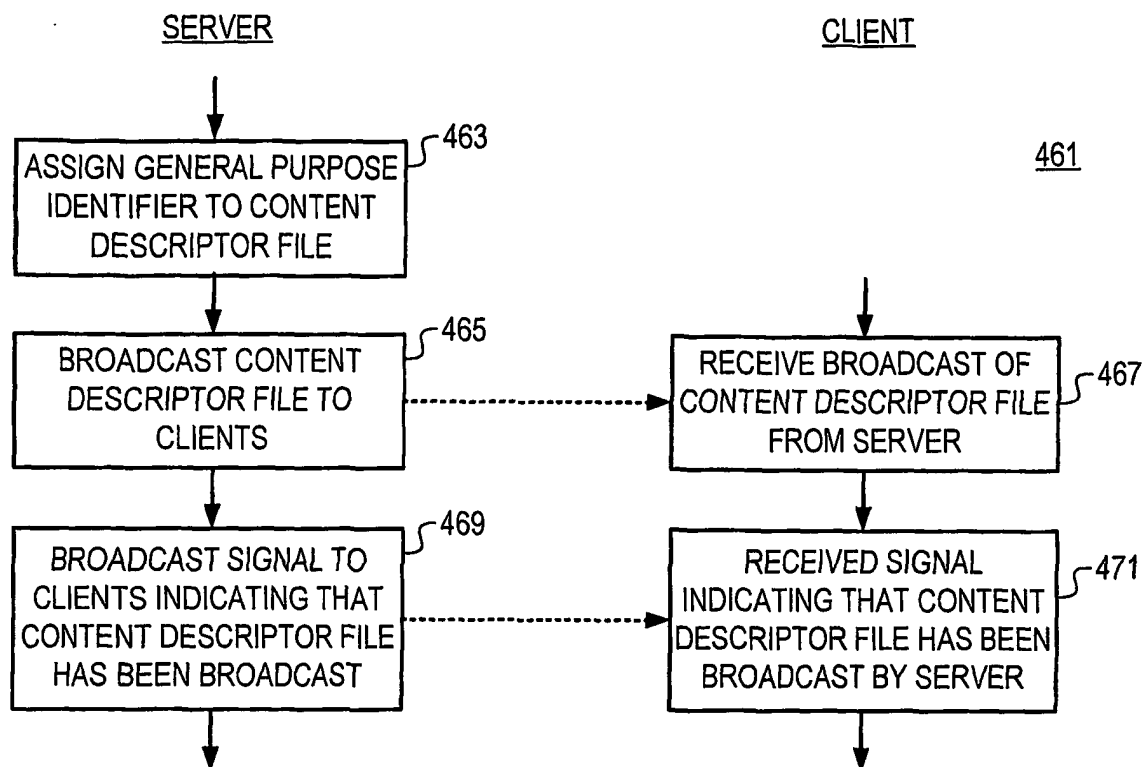 SERVER
CLIENT
461
463
ASSIGN GENERAL PURPOSE
IDENTIFIER TO CONTENT
DESCRIPTOR FILE
465
BROADCAST CONTENT
DESCRIPTOR FILE TO
CLIENTS
467
RECEIVE BROADCAST OF
CONTENT DESCRIPTOR FILE
FROM SERVER
469
BROADCAST SIGNAL TO
CLIENTS INDICATING THAT
CONTENT DESCRIPTOR FILE
HAS BEEN BROADCAST
471
RECEIVED SIGNAL
INDICATING THAT CONTENT
DESCRIPTOR FILE HAS BEEN
BROADCAST BY SERVER